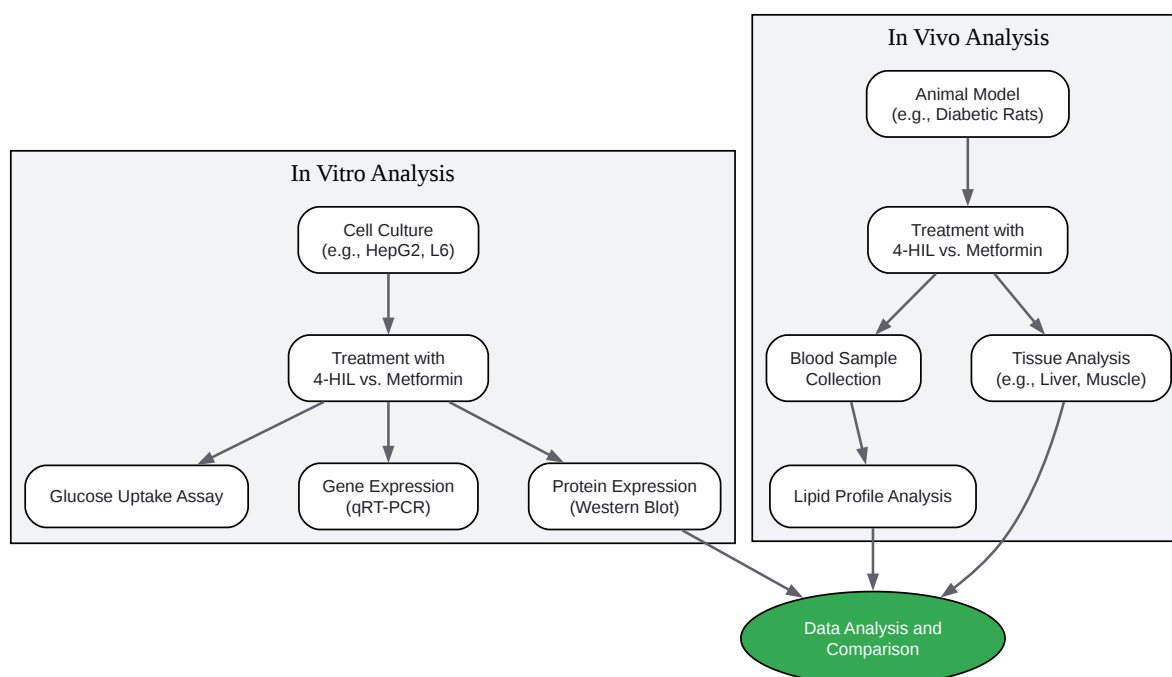 In Vitro Analysis
Cell Culture
(e.g., HepG2, L6)
Treatment with
4-HIL vs. Metformin
Glucose Uptake Assay
Gene Expression
(qRT-PCR)
Protein Expression
(Western Blot)
In Vivo Analysis
Animal Model
(e.g., Diabetic Rats)
Treatment with
4-HIL vs. Metformin
Blood Sample
Collection
Tissue Analysis
(e.g., Liver, Muscle)
Lipid Profile Analysis
Data Analysis and
Comparison